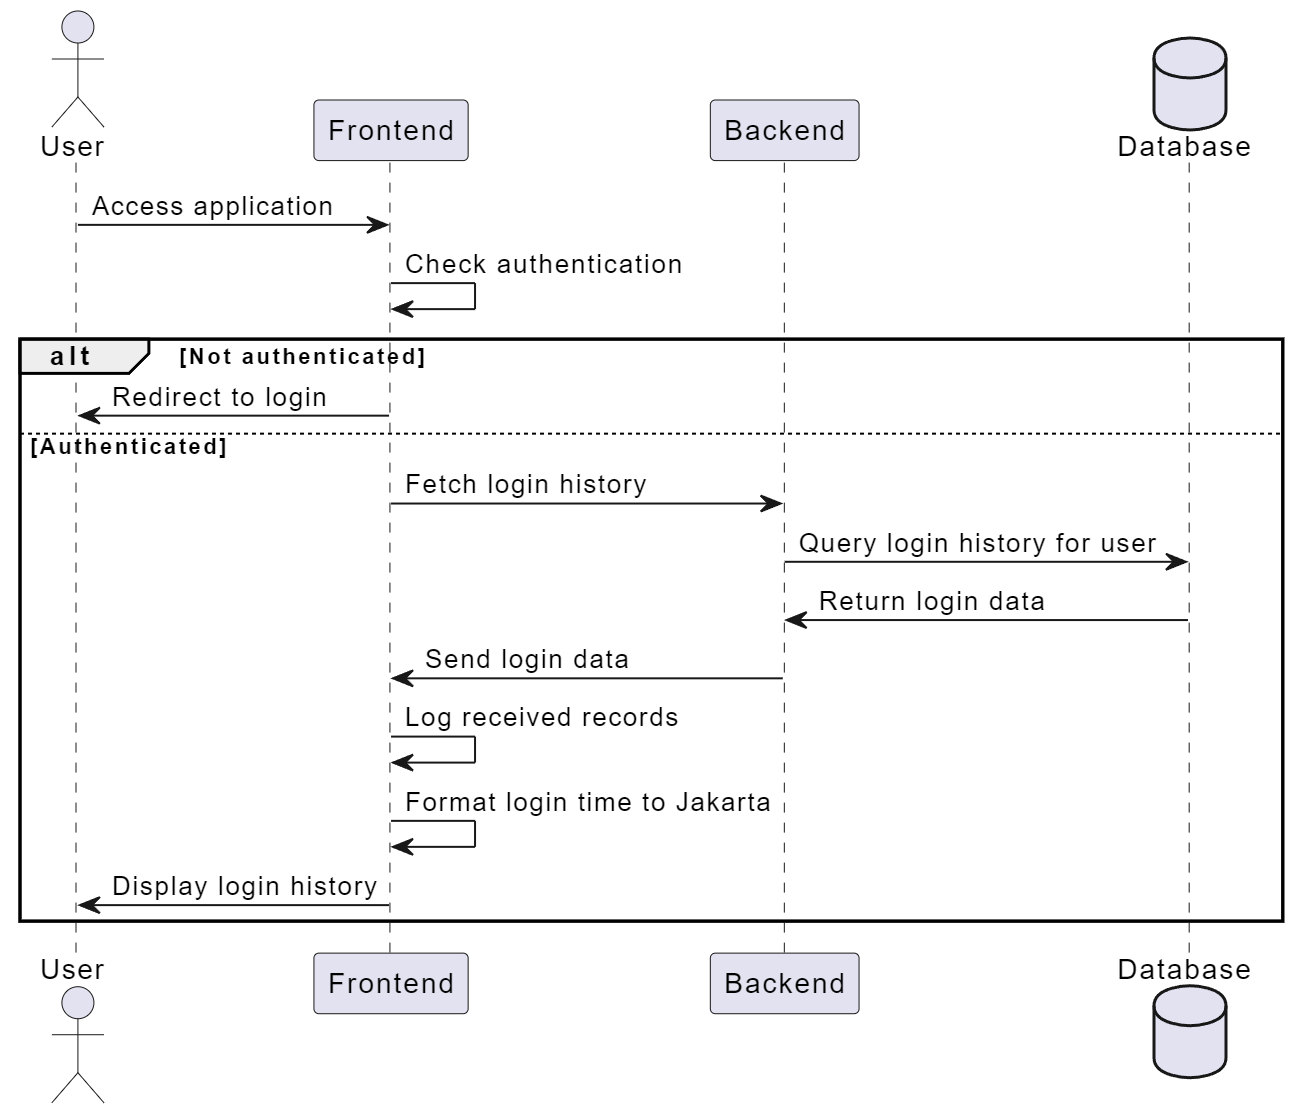 User
Frontend
Backend
Database
Access application
Check authentication
alt [Not authenticated]
Redirect to login
[Authenticated]
Fetch login history
Query login history for user
Return login data
Send login data
Log received records
Format login time to Jakarta
Display login history
User
Frontend
Backend
Database